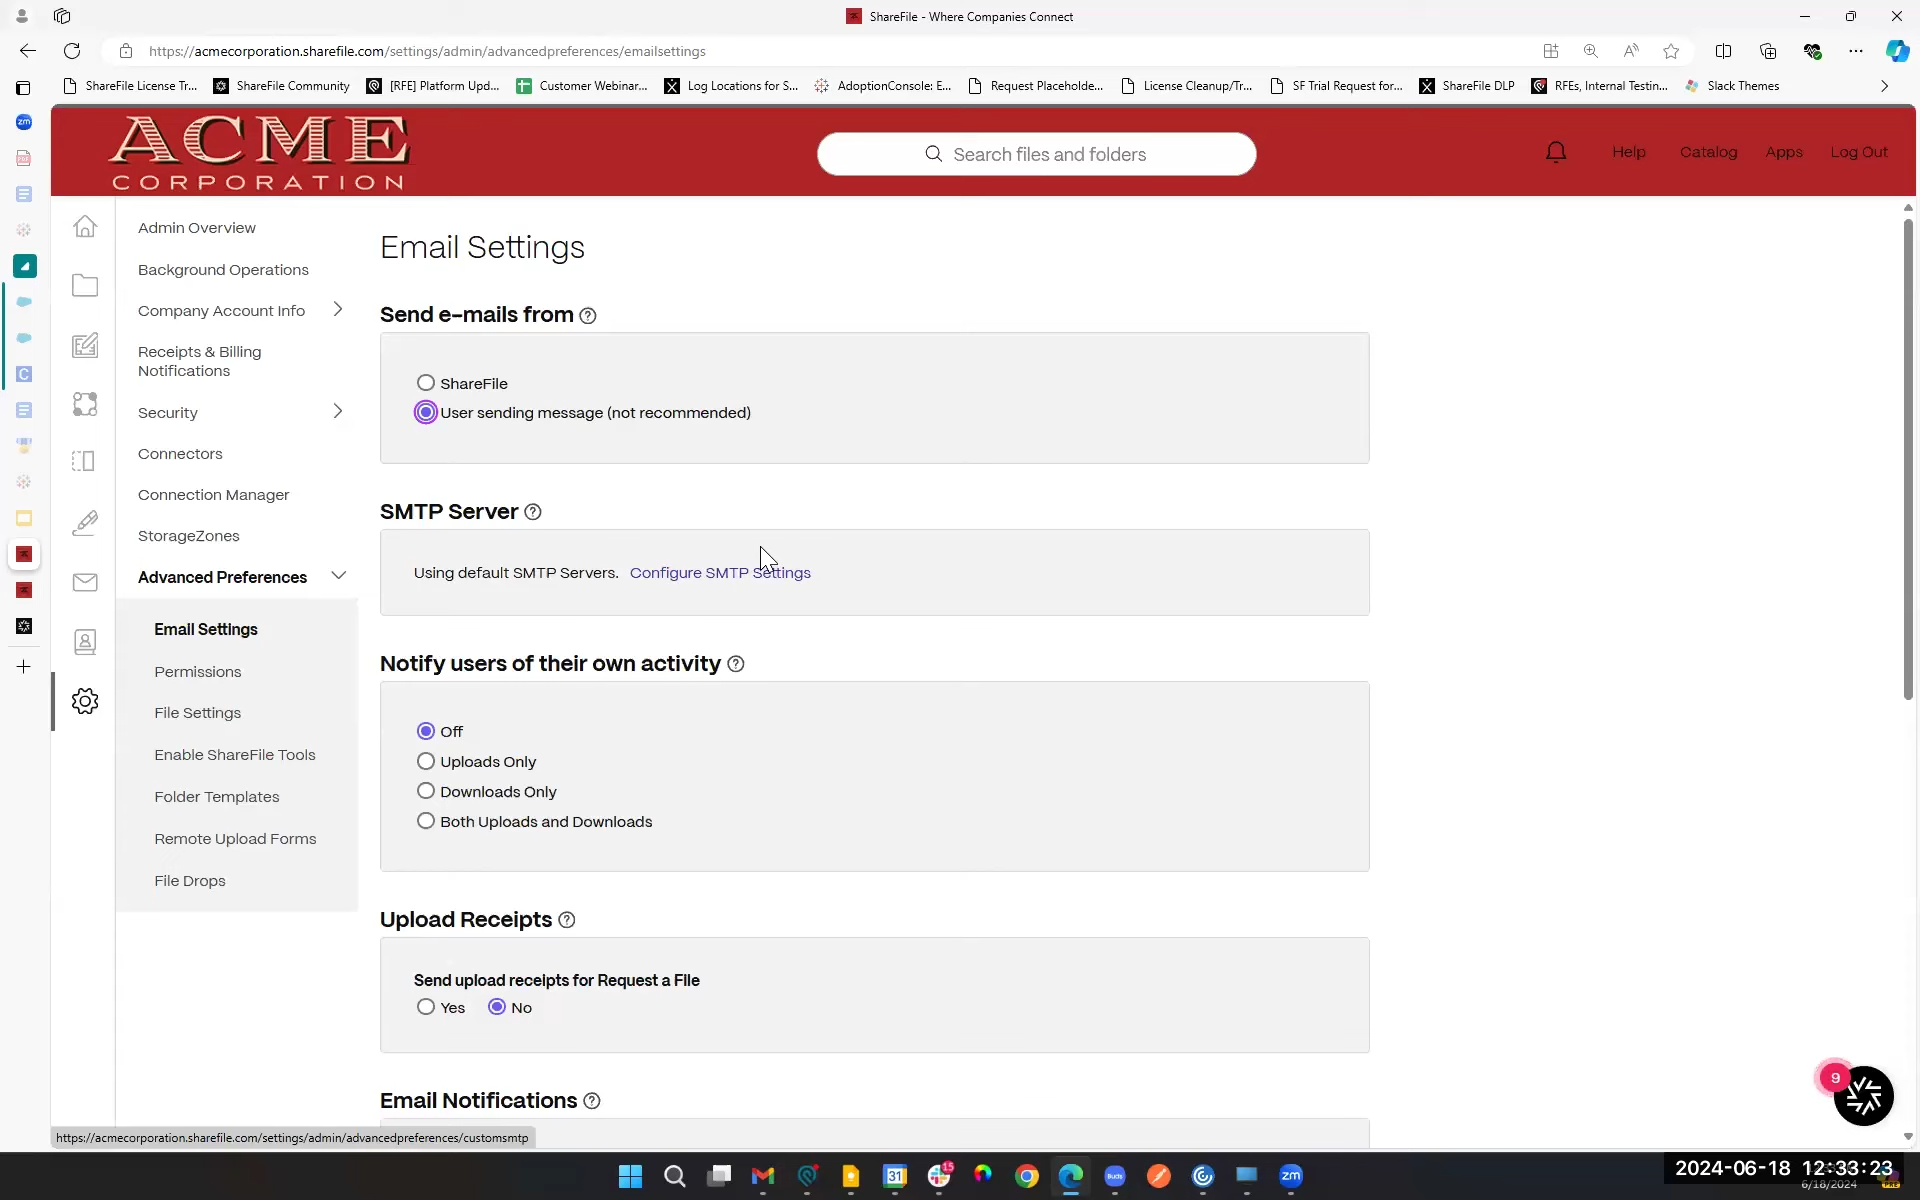 ShareFile - Where Companies Connect
https://acmecorporation.sharefile.com/settings/admin/advancedpreferences/emailsettings
ShareFile License Tr...
ShareFile Community
[RFE] Platform Upd...
Customer Webinar...
Log Locations for S...
AdoptionConsole: E...
Request Placeholde...
License Cleanup/Tr...
SF Trial Request for...
ShareFile DLP
RFEs, Internal Testin...
Slack Themes
zm
ACME
CORPORATION
Search files and folders
Help
Catalog
Apps
Log Out
Admin Overview
Background Operations
Company Account Info
Receipts & Billing
Notifications
Security
Connectors
Connection Manager
StorageZones
Advanced Preferences
Email Settings
Permissions
File Settings
Enable ShareFile Tools
Folder Templates
Remote Upload Forms
File Drops
Email Settings
Send e-mails from
ShareFile
User sending message (not recommended)
SMTP Server
Using default SMTP Servers. Configure SMTP Settings
Notify users of their own activity
Off
Uploads Only
Downloads Only
Both Uploads and Downloads
Upload Receipts
Send upload receipts for Request a File
Yes
No
Email Notifications
9
https://acmecorporation.sharefile.com/settings/admin/advancedpreferences/customsmtp
31
15
zm
2024-06-18 12:33:23
6/18/2024